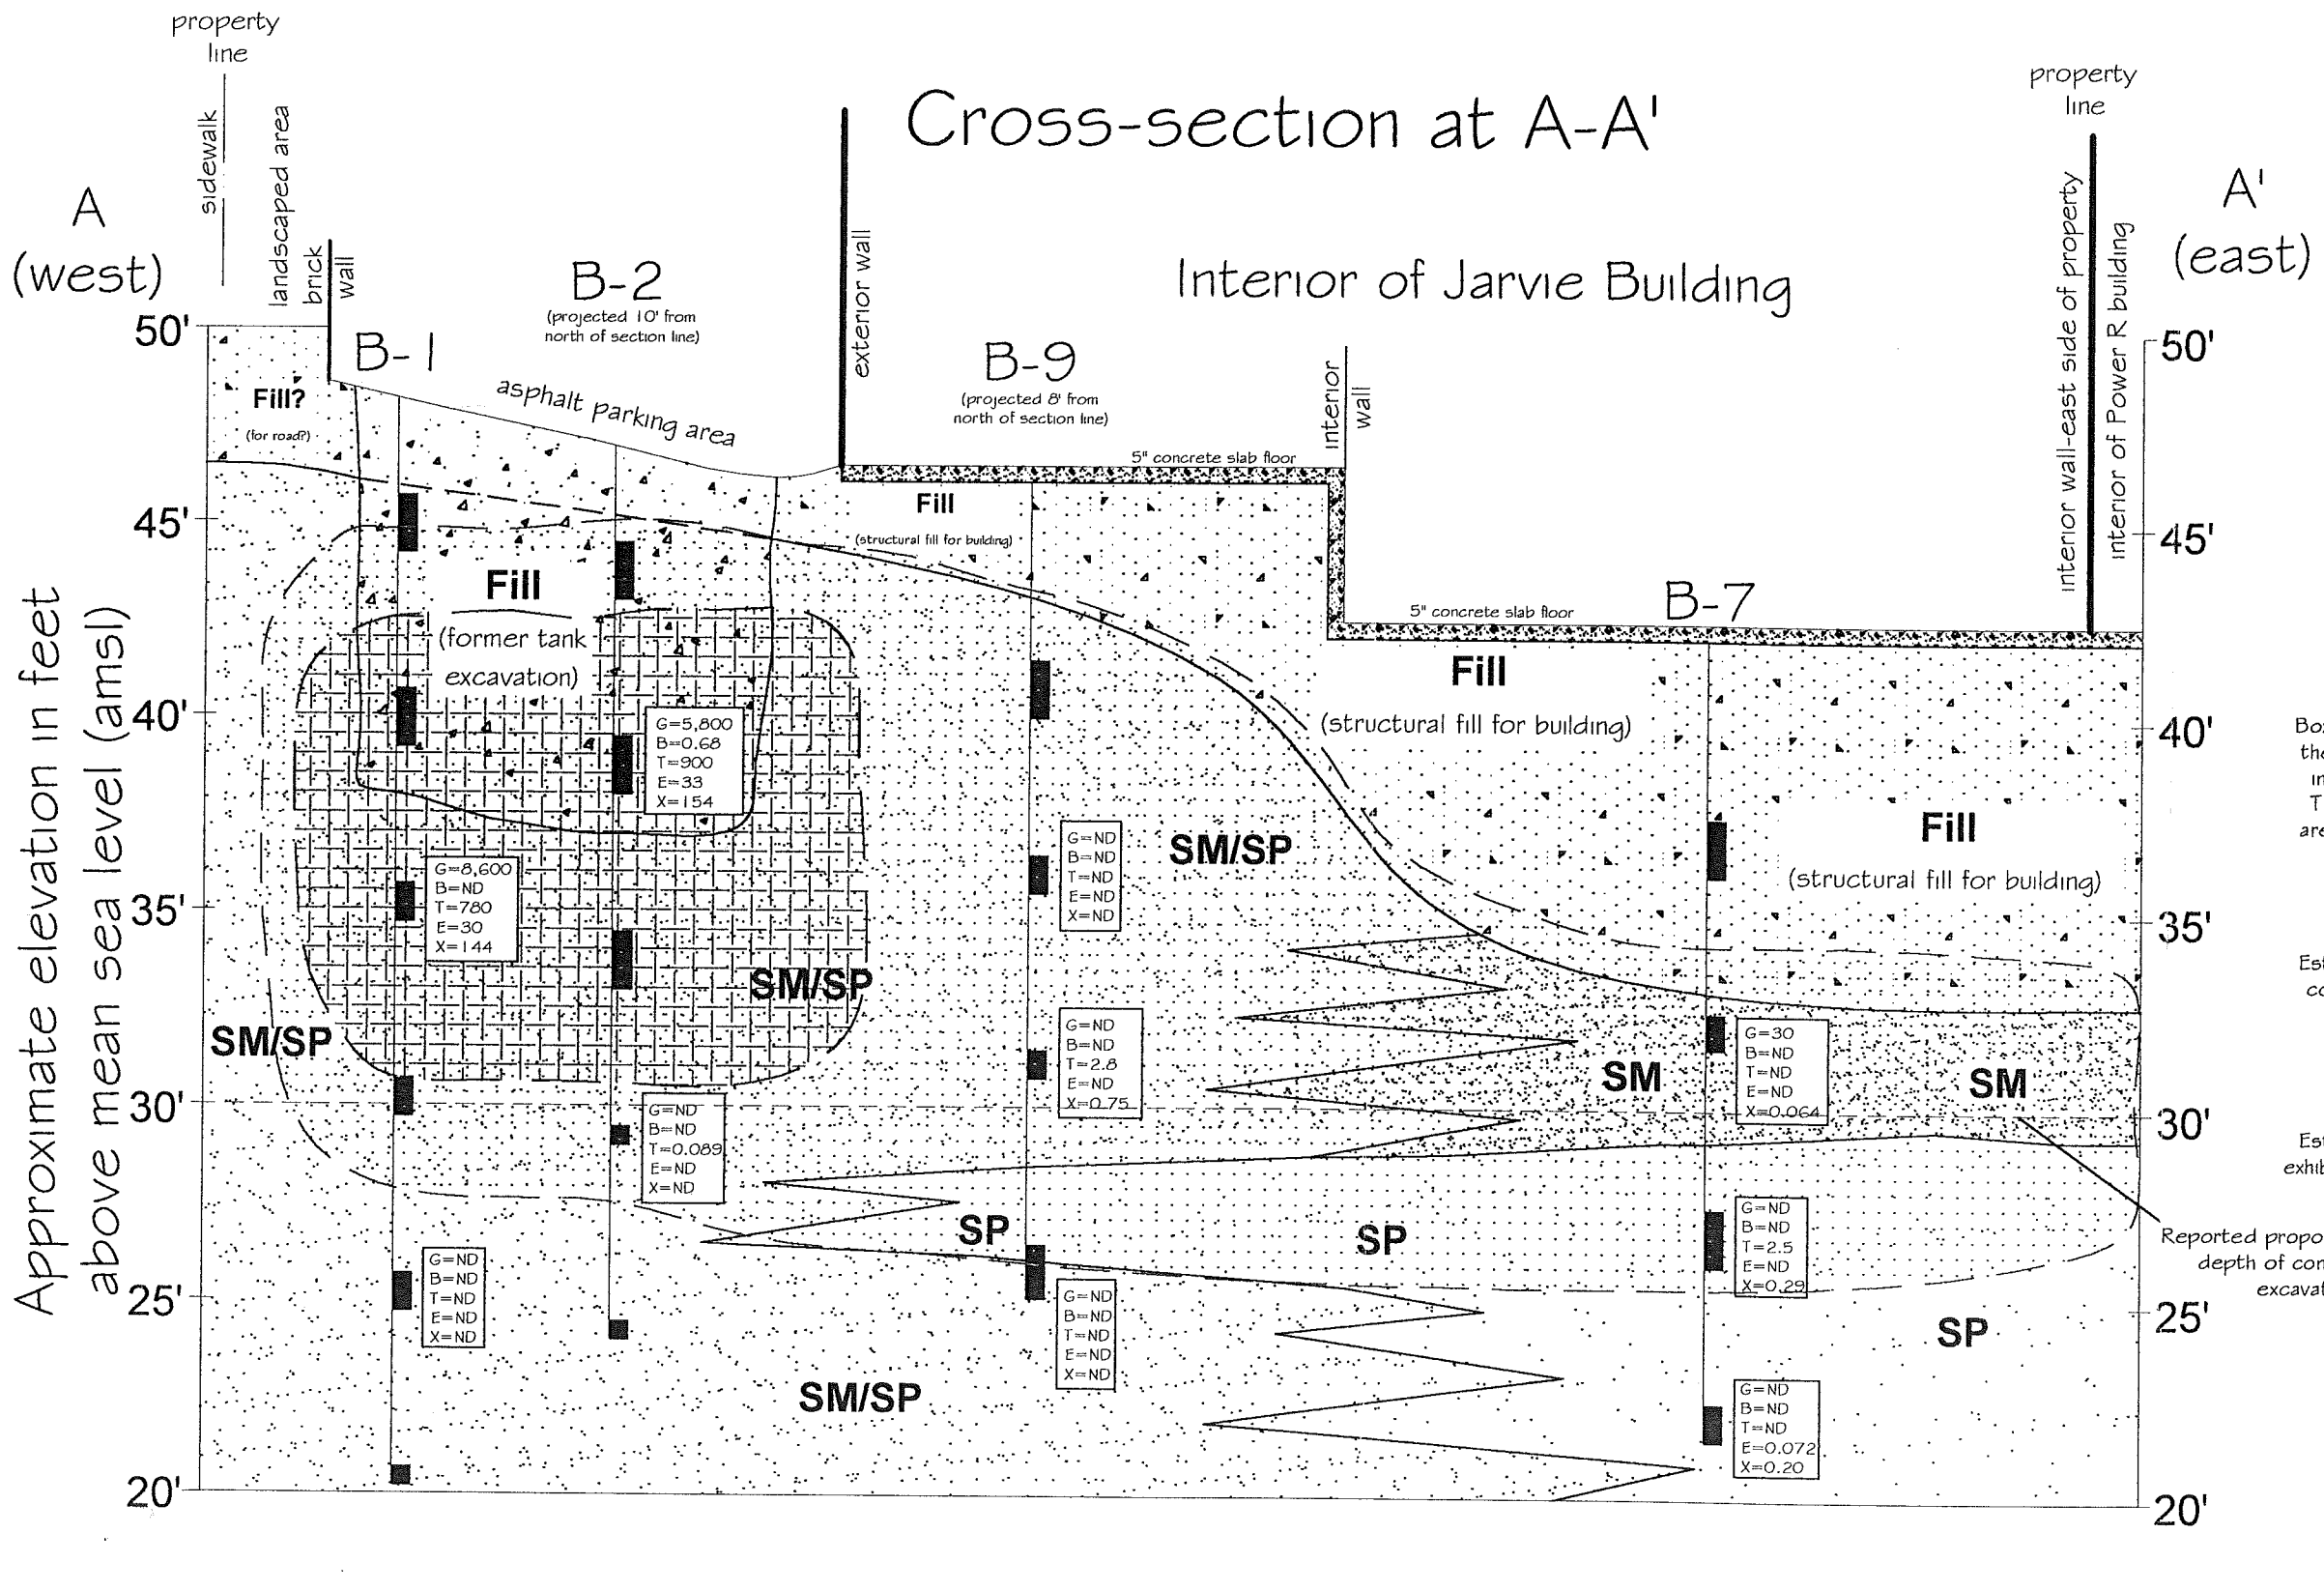 property
line
sidewalk
landscaped area
brick
wall
A
(west)
Cross-section at A-A'
property
line
A'
(east)
interior wall-east side of property
interior of Power R building
B-2
(projected 10' from
north of section line)
exterior wall
Interior of Jarvie Building
B-1
asphalt parking area
B-9
(projected 8' from
north of section line)
interior
wall
5" concrete slab floor
5" concrete slab floor
B-7
Approximate elevation in feet
above mean sea level (amsl)
50'
45'
40'
35'
30'
25'
20'
50'
45'
40'
35'
30'
25'
20'
Fill?
(for road?)
Fill
(structural fill for building)
Fill
(former tank
excavation)
Fill
(structural fill for building)
Fill
(structural fill for building)
G=5,800
B=0.68
T=900
E=33
X=154
G=8,600
B=ND
T=780
E=30
X=144
G=ND
B=ND
T=ND
E=ND
X=ND
SM/SP
SM/SP
SM/SP
G=ND
B=ND
T=2.8
E=ND
X=0.75
G=30
B=ND
T=ND
E=ND
X=0.064
SM
SM
G=ND
B=ND
T=0.089
E=ND
X=ND
SP
SP
G=ND
B=ND
T=2.5
E=ND
X=0.29
G=ND
B=ND
T=ND
E=ND
X=ND
G=ND
B=ND
T=ND
E=ND
X=ND
SP
SM/SP
G=ND
B=ND
T=ND
E=0.072
X=0.20
Reported
depth of